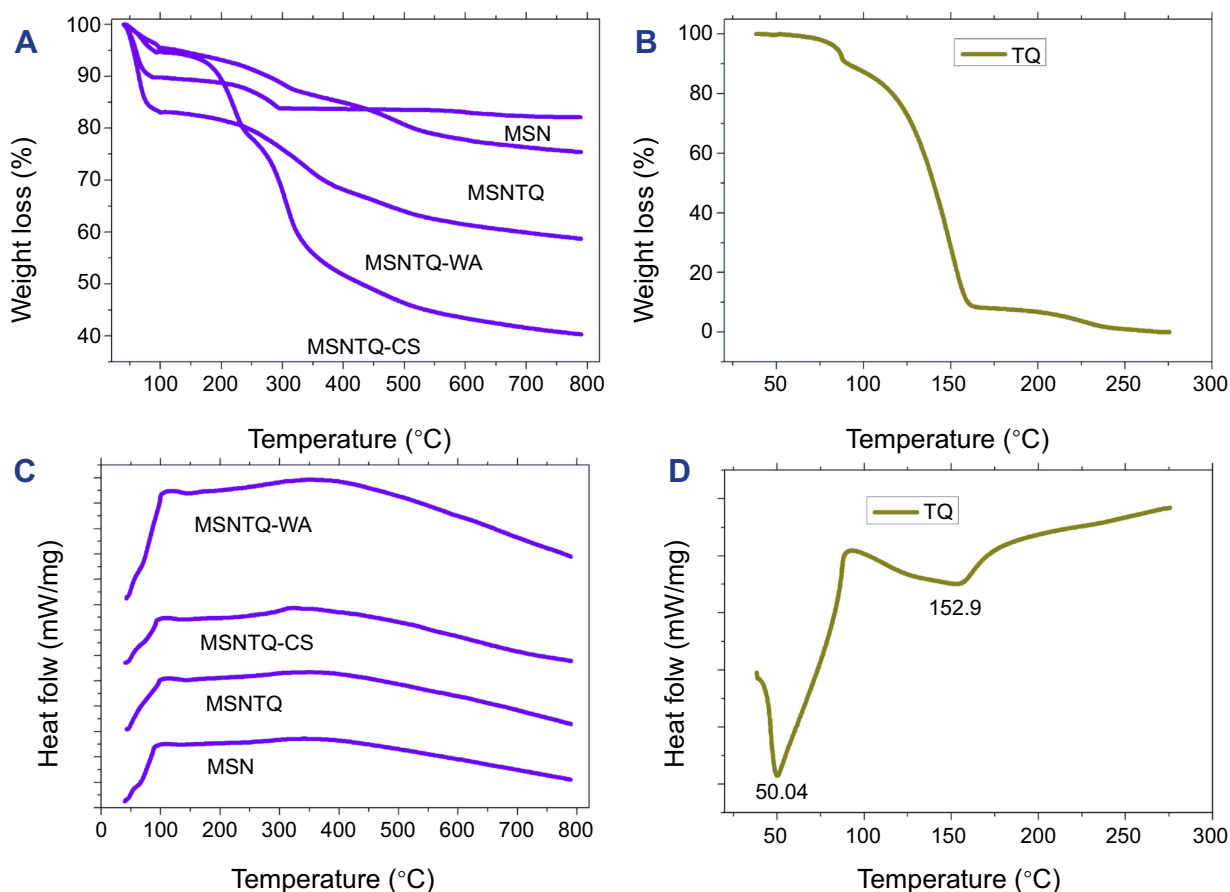 A
100
90
80
70
60
50
40
Weight loss (%)
MSN
MSNTQ
MSNTQ-WA
MSNTQ-CS
100 200 300 400 500 600 700 800
Temperature (°C)
B
TQ
100
80
60
40
20
0
Weight loss (%)
50 100 150 200 250 300
Temperature (°C)
C
MSNTQ-WA
MSNTQ-CS
MSNTQ
MSN
Heat folw (mW/mg)
0 100 200 300 400 500 600 700 800
Temperature (°C)
D
TQ
152.9
50.04
Heat folw (mW/mg)
50 100 150 200 250 300
Temperature (°C)